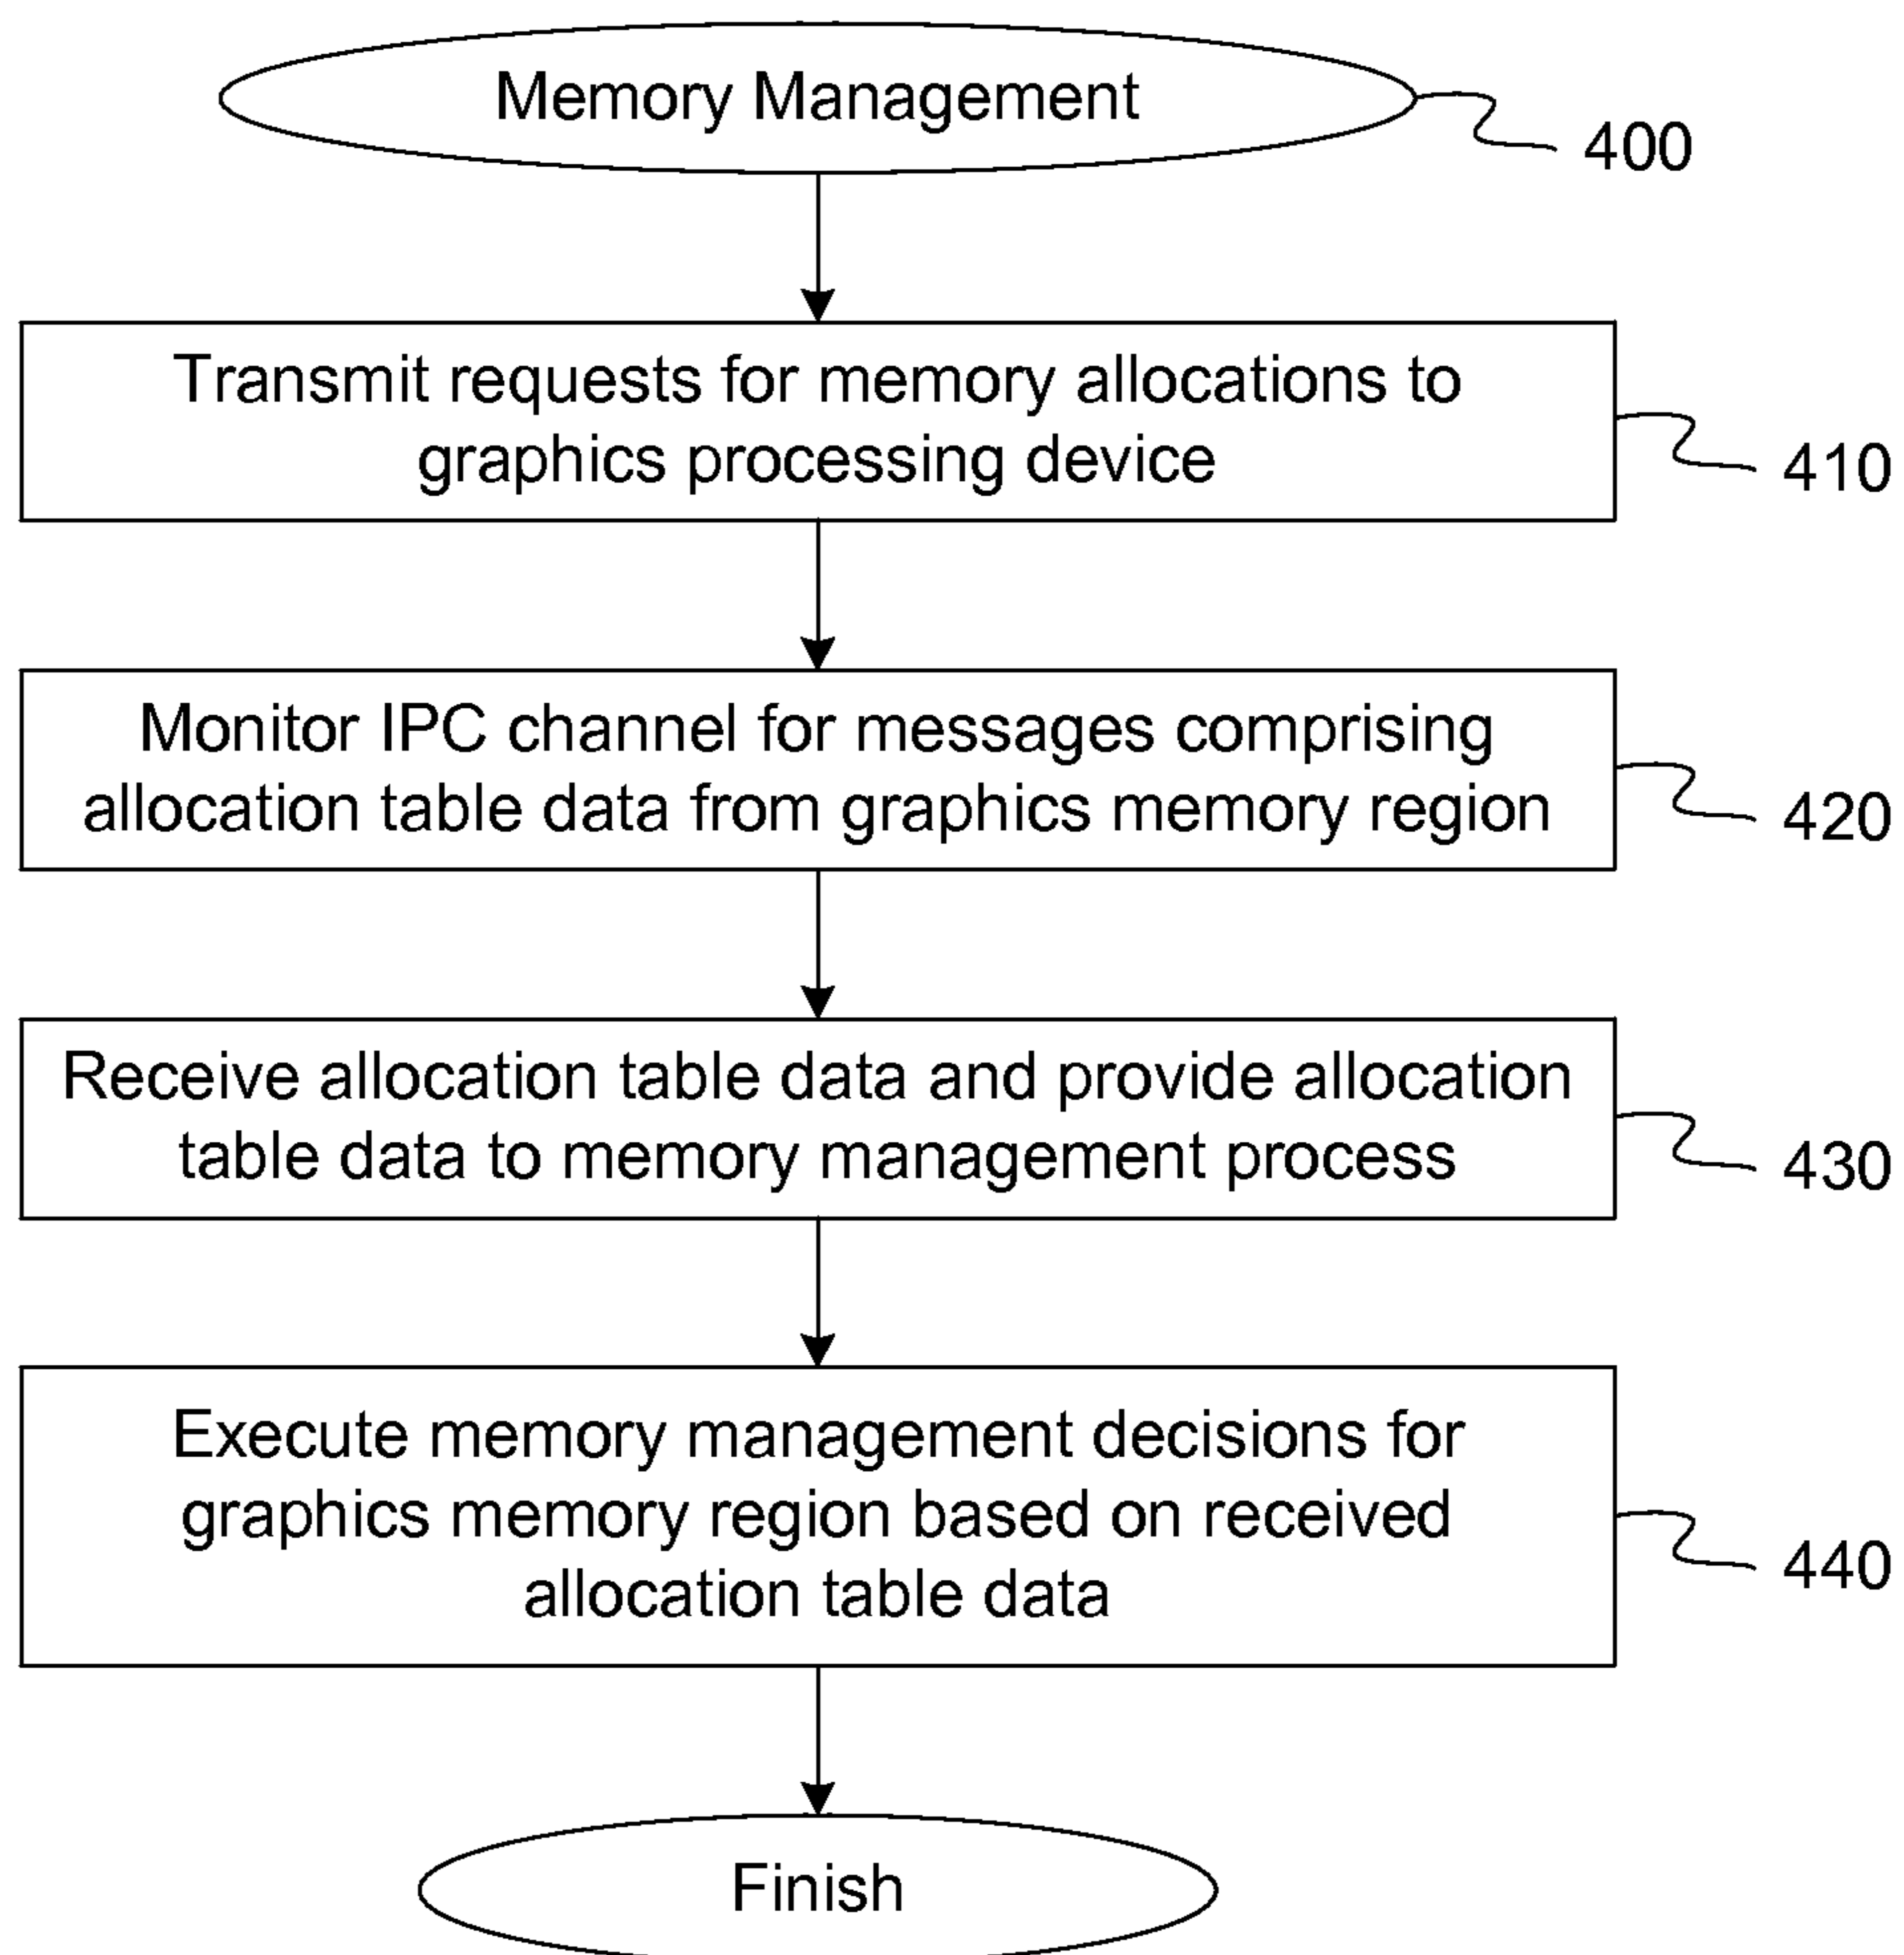 Memory Management
400
Transmit requests for memory allocations to
graphics processing device
410
Monitor IPC channel for messages comprising
allocation table data from graphics memory region
420
Receive allocation table data and provide allocation
table data to memory management process
430
Execute memory management decisions for
graphics memory region based on received
allocation table data
440
Finish